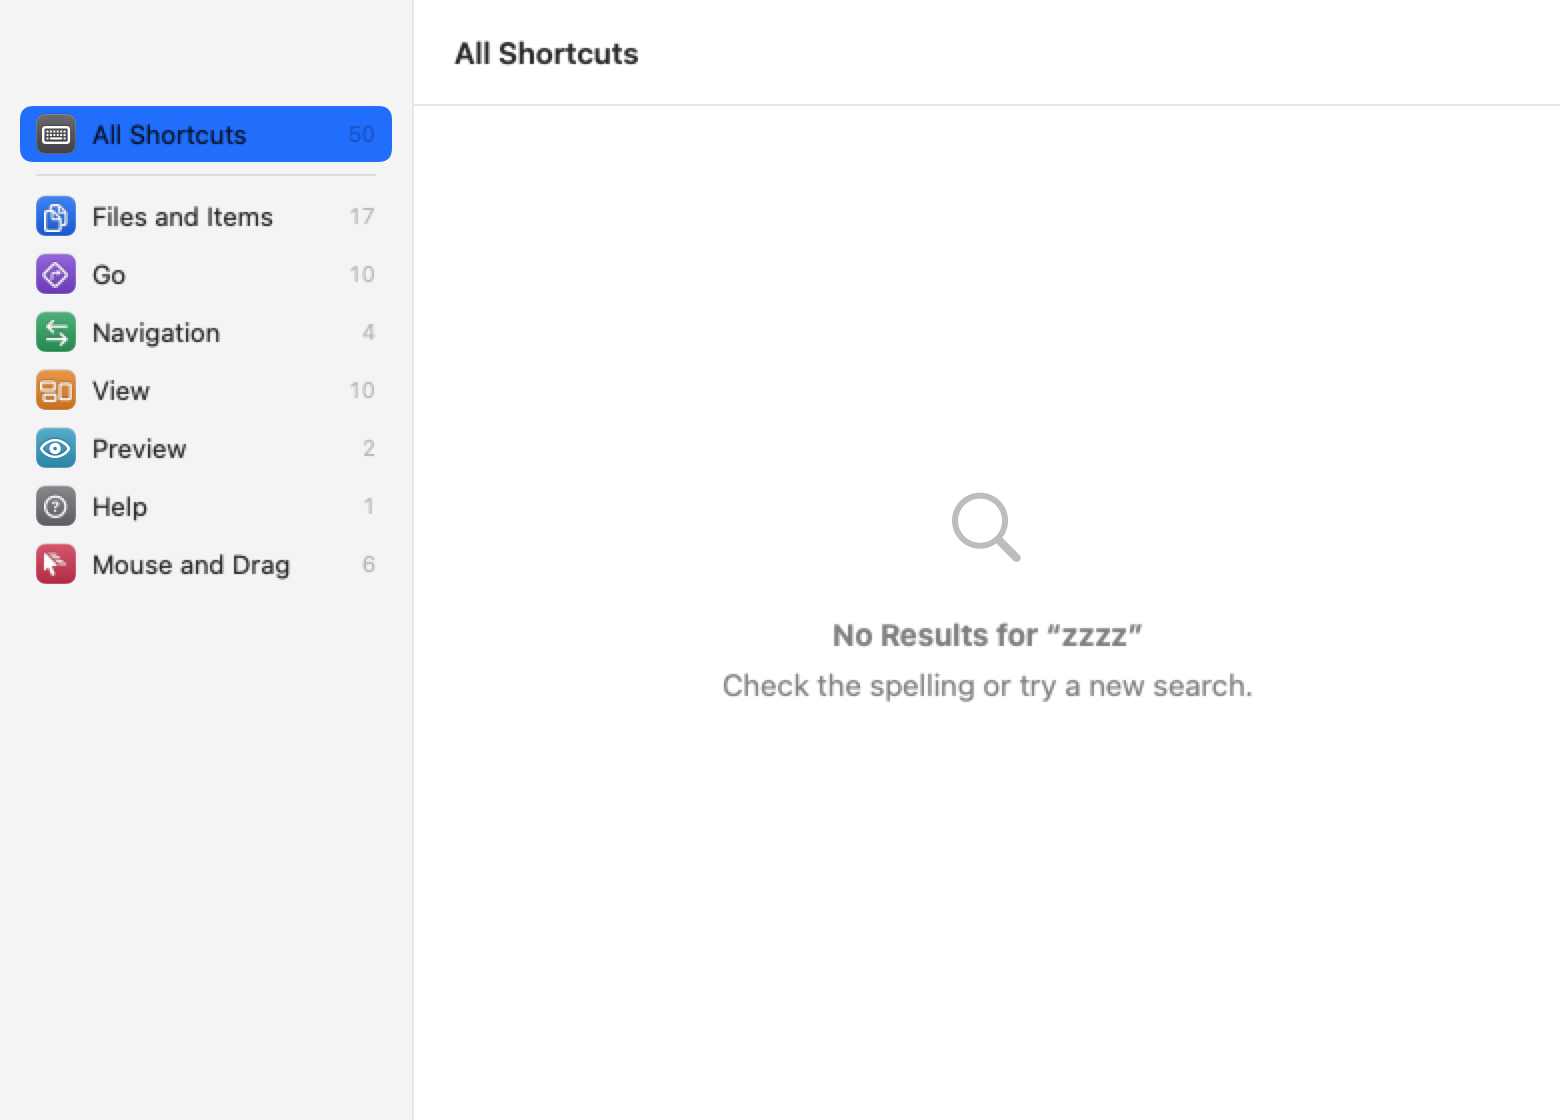 All Shortcuts
All Shortcuts 50
Files and Items 17
Go 10
Navigation 4
View 10
Preview 2
Help 1
Mouse and Drag 6
No Results for “zzzz”
Check the spelling or try a new search.